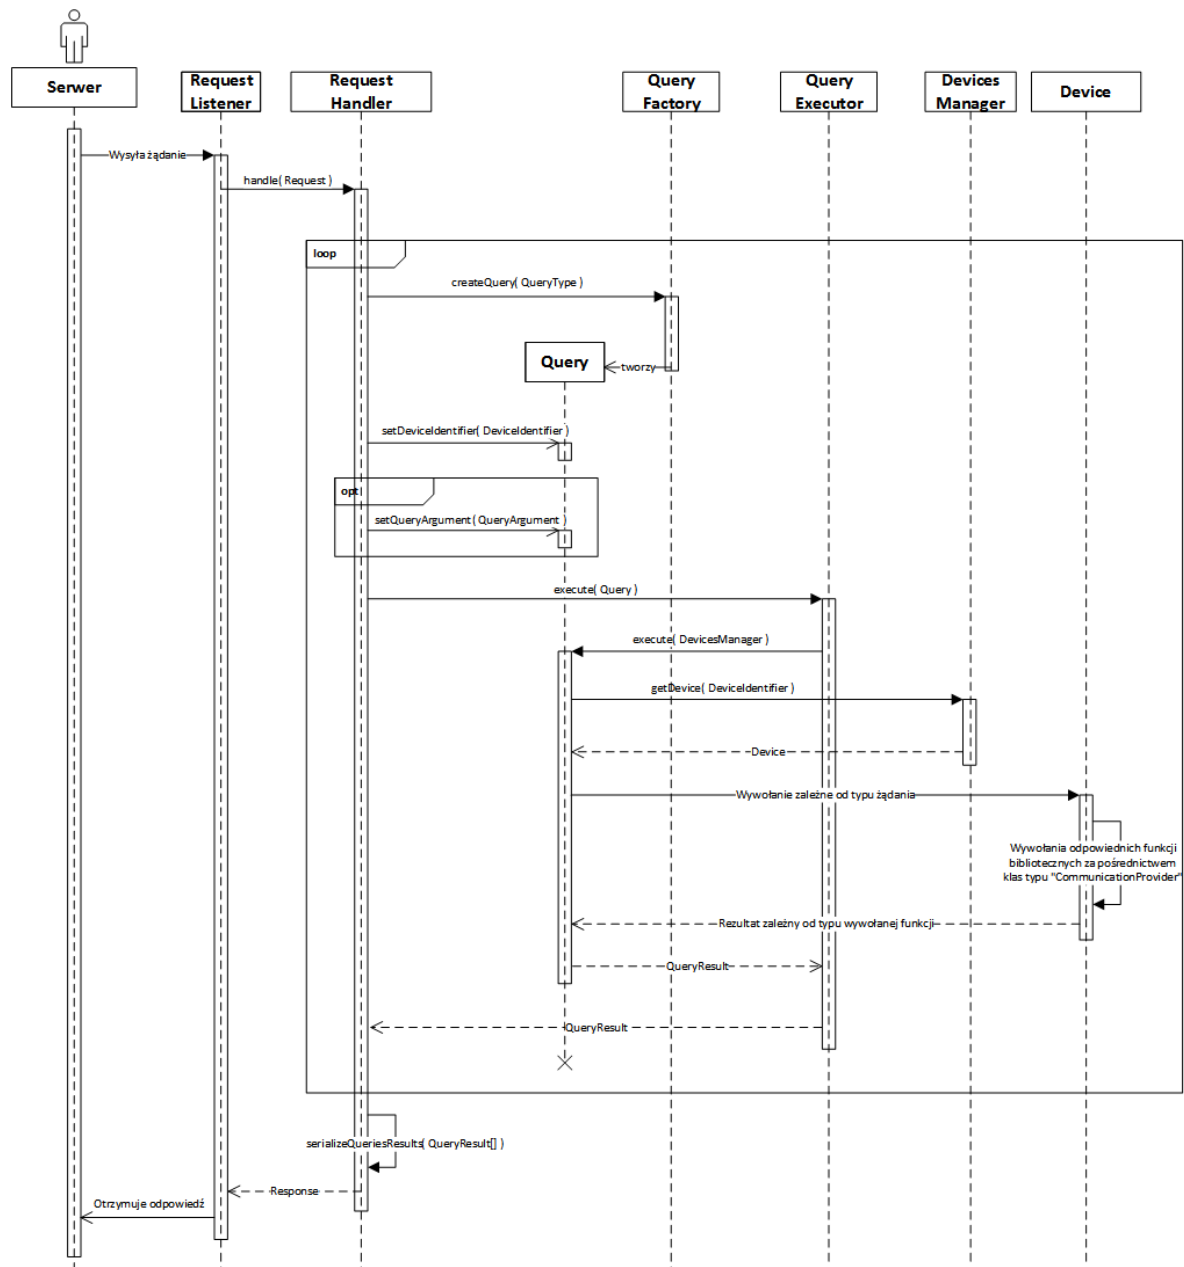 Serwer
Request
Listener
Request
Handler
Query
Factory
Query
Executor
Devices
Manager
Device
Wysyła żądanie
handle( Request )
loop
createQuery( QueryType )
Query
tworzy
setDeviceIdentifier( DeviceIdentifier )
opt
setQueryArgument( QueryArgument )
execute( Query )
execute( DevicesManager )
getDevice( DeviceIdentifier )
Device
Wywołanie zależne od typu żądania
Wywołania odpowiednich funkcji
bibliotecznych za pośrednictwem
klas typu "CommunicationProvider"
Rezultat zależny od typu wywołanej funkcji
QueryResult
QueryResult
serializeQueriesResults( QueryResult[] )
Response
Otrzymuje odpowiedź